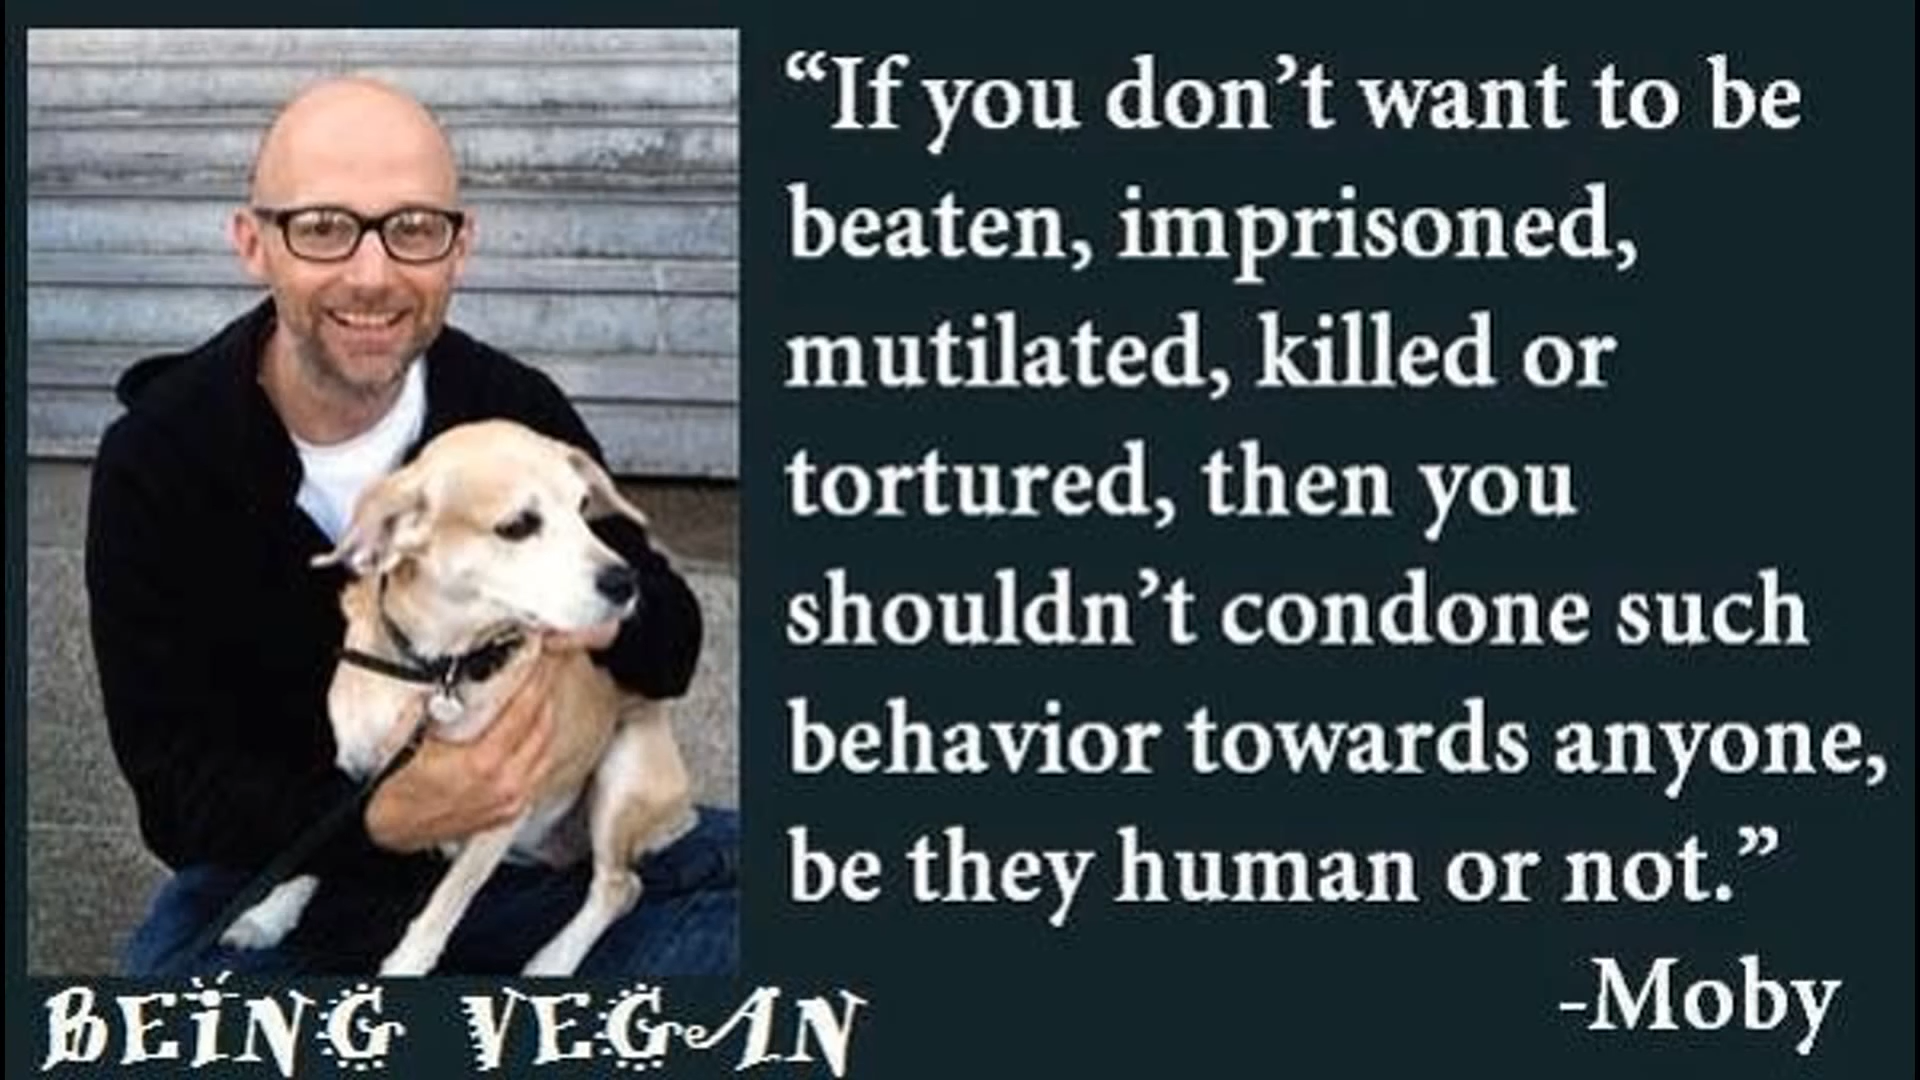 “If you don’t want to be
beaten, imprisoned,
mutilated, killed or
tortured, then you
shouldn’t condone such
behavior towards anyone,
be they human or not.”
-Moby
BEING VEGAN